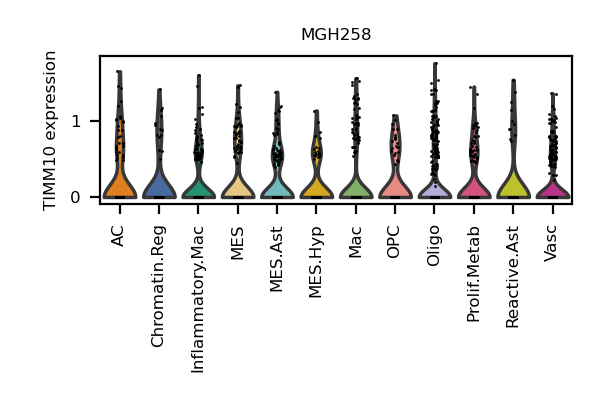 MGH258
TIMM10 expression
1
0
AC
Chromatin.Reg
Inflammatory.Mac
MES
MES.Ast
MES.Hyp
Mac
OPC
Oligo
Prolif.Metab
Reactive.Ast
Vasc